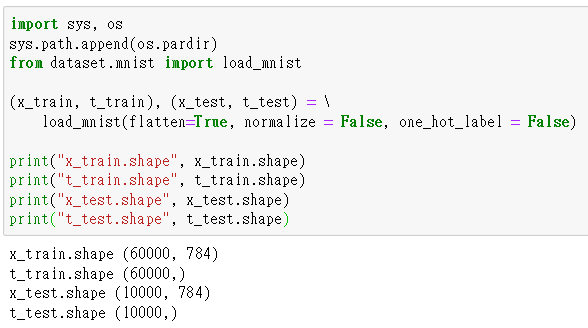 import sys, os
sys.path.append(os.pardir)
from dataset.mnist import load_mnist
(x_train, t_train), (x_test, t_test) = \
    load_mnist(flatten=True, normalize = False, one_hot_label = False)
print("x_train.shape", x_train.shape)
print("t_train.shape", t_train.shape)
print("x_test.shape", x_test.shape)
print("t_test.shape", t_test.shape)
x_train.shape (60000, 784)
t_train.shape (60000,)
x_test.shape (10000, 784)
t_test.shape (10000,)